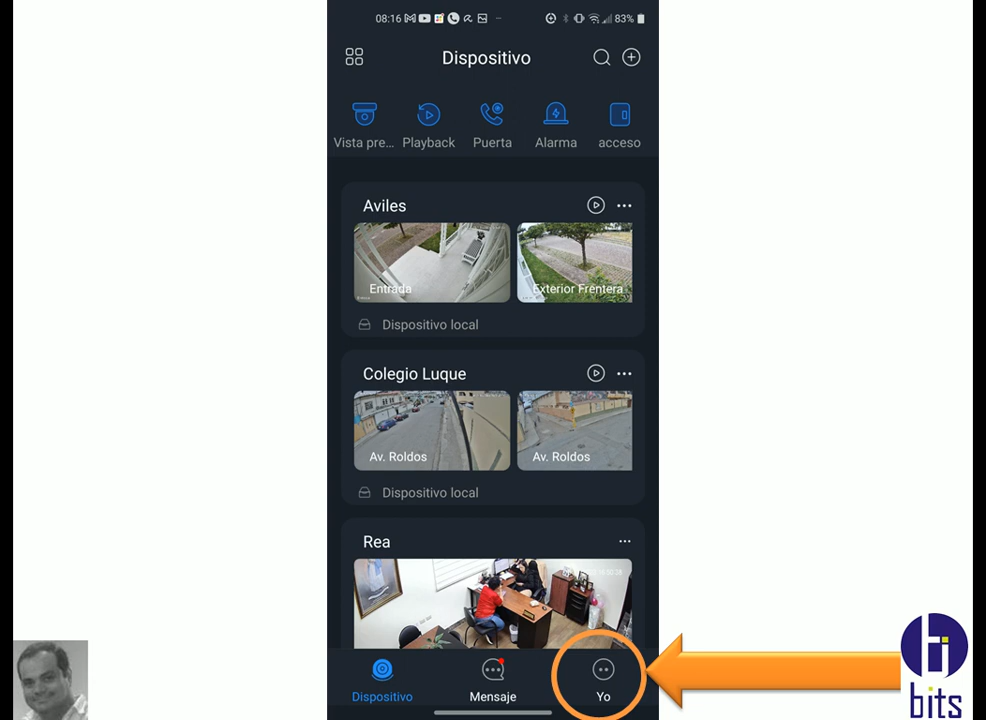 08:16
83%
Dispositivo
Vista pre...
Playback
Puerta
Alarma
acceso
Aviles
Entrada
Exterior Frentera
Dispositivo local
Colegio Luque
Av. Roldos
Av. Roldos
Dispositivo local
Rea
Dispositivo
Mensaje
Yo
hi
bits